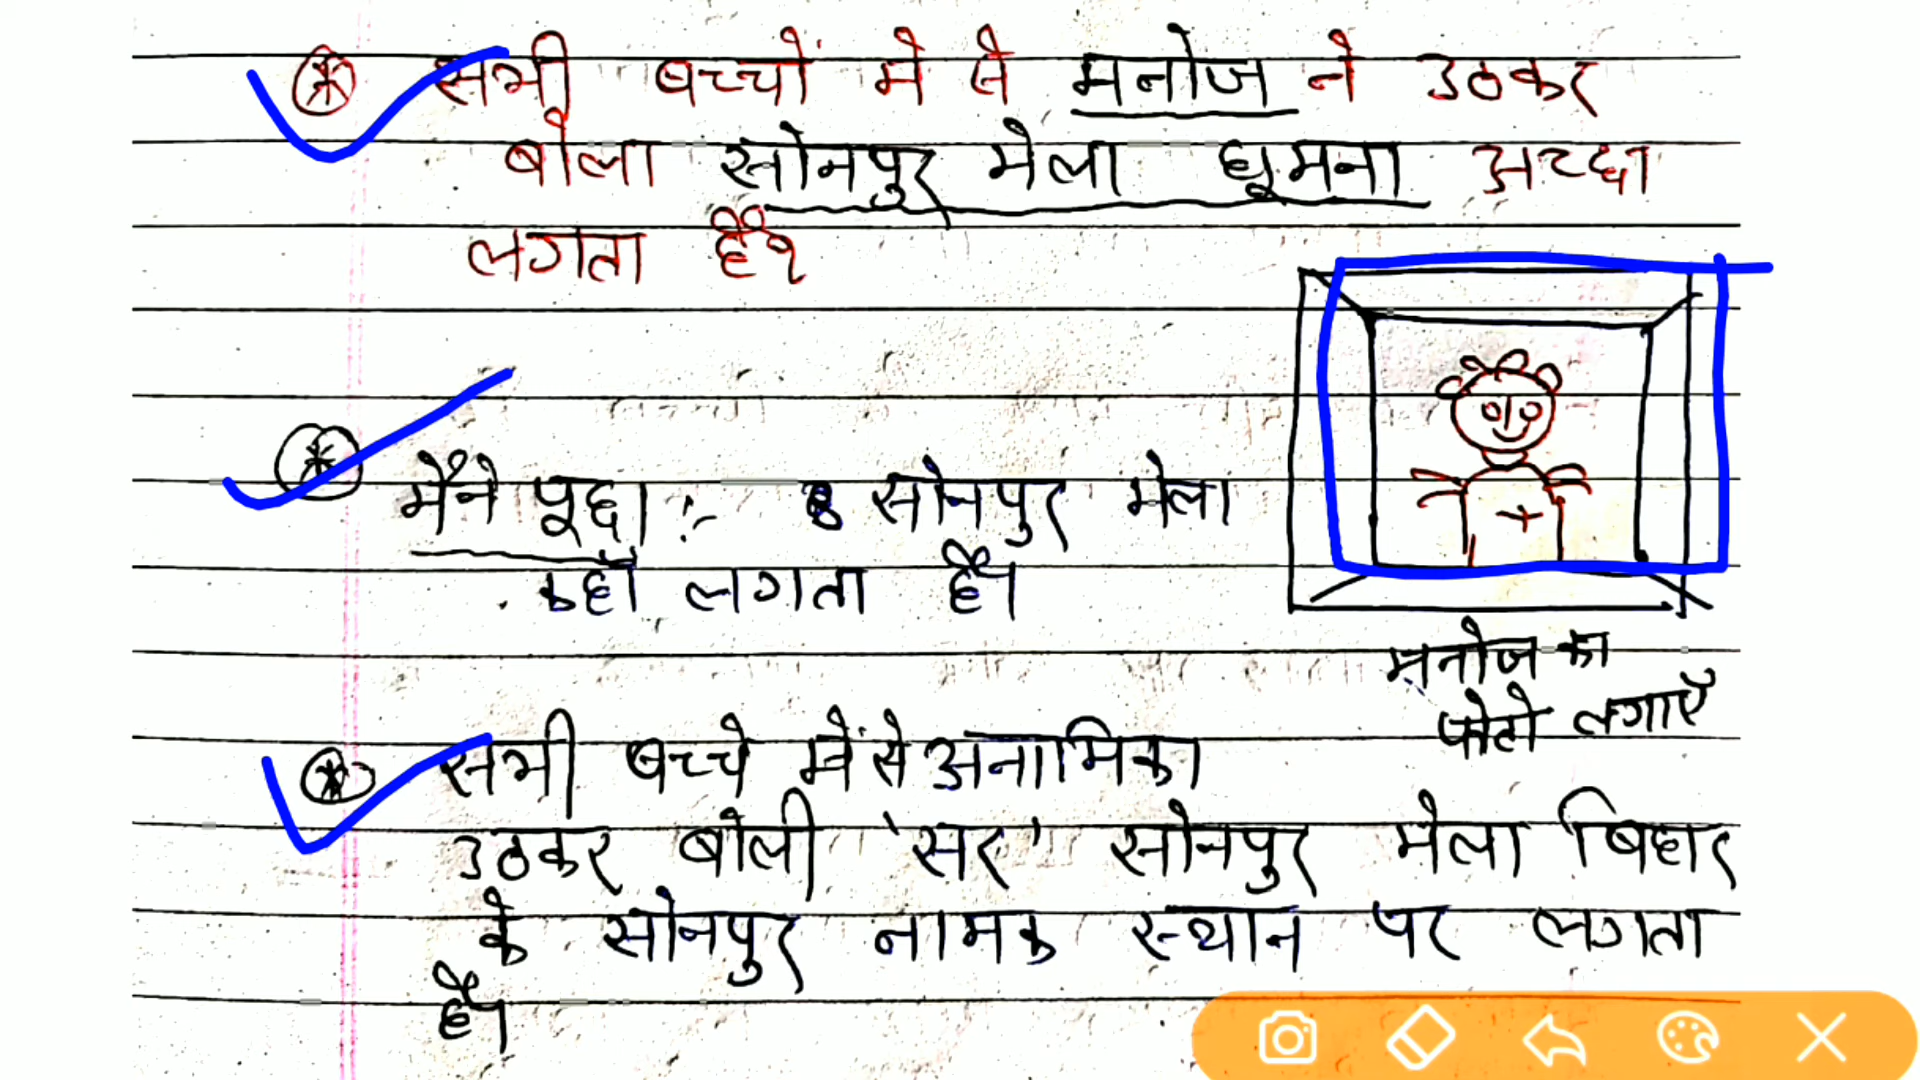 सभी बच्चों मे से मनोज ने उठकर
बोला सोनपुर मेला घूमना अच्छा
लगता है।
मैंने पूछा :- सोनपुर मेला
कहाँ लगता है।
मनोज का
फोटो लगाएँ
सभी बच्चे में से अनामिका
उठकर बोली 'सर' सोनपुर मेला बिहार
के सोनपुर नामक स्थान पर लगता
है।